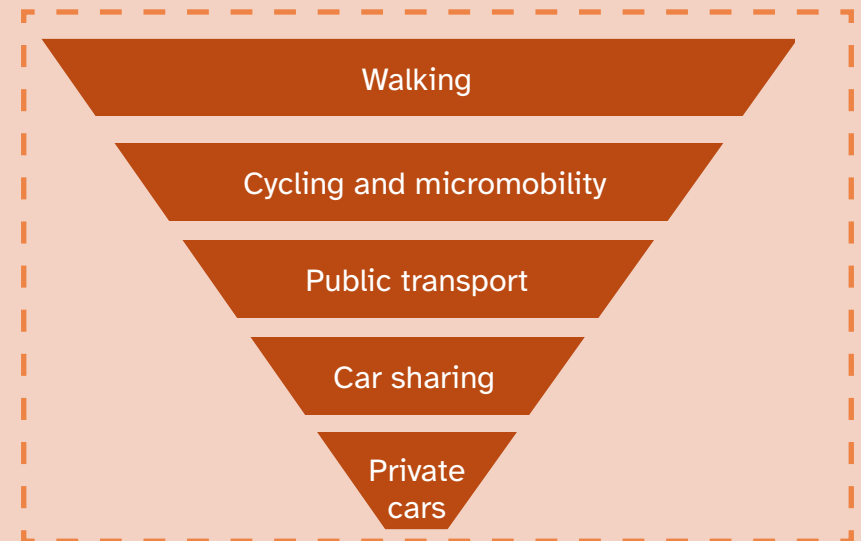 Walking
Cycling and micromobility
Public transport
Car sharing
Private
cars